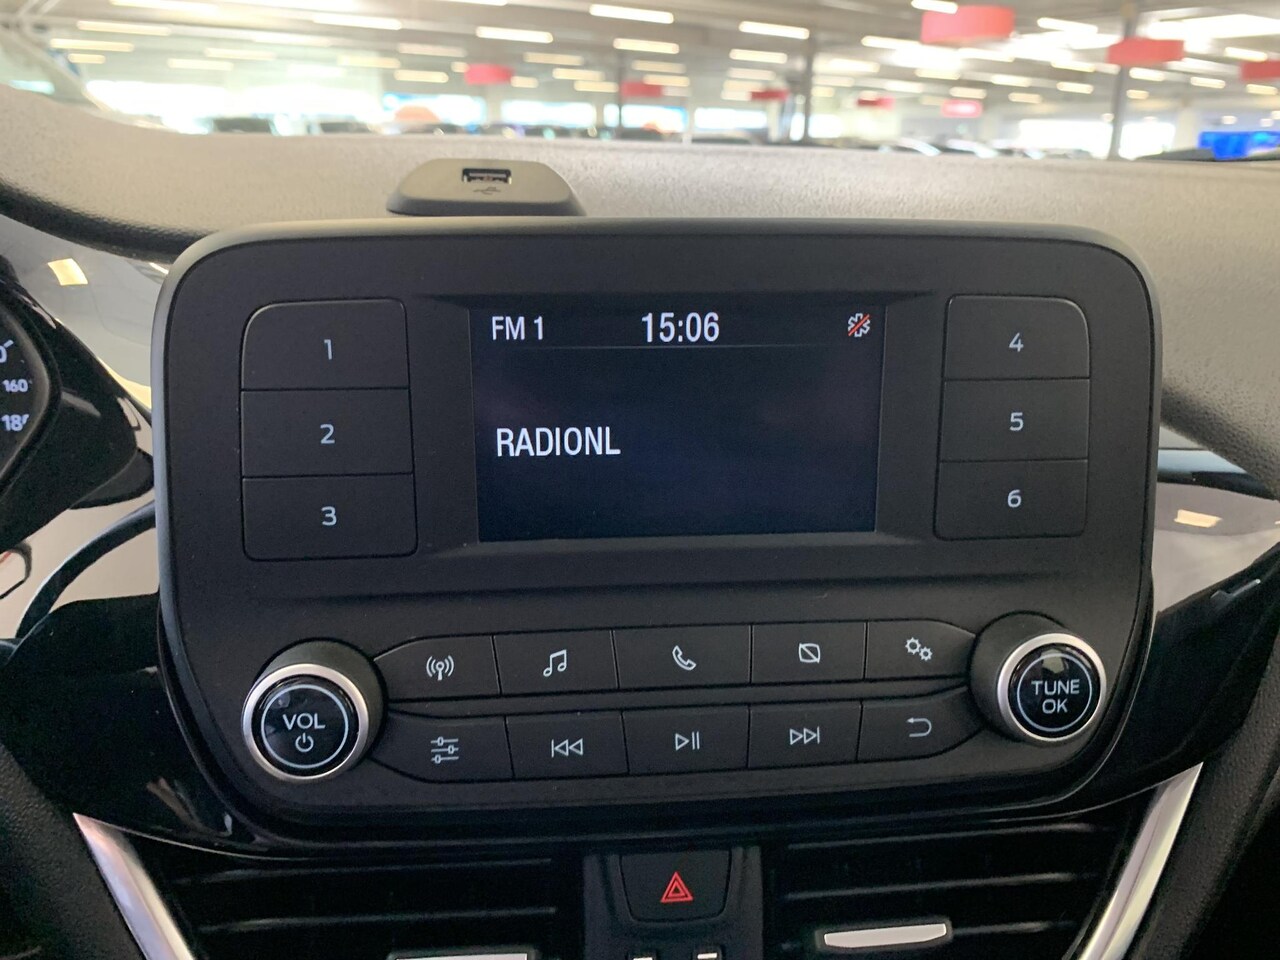 FM 1 15:06
RADIONL
1
2
3
4
5
6
VOL
TUNE
OK
160